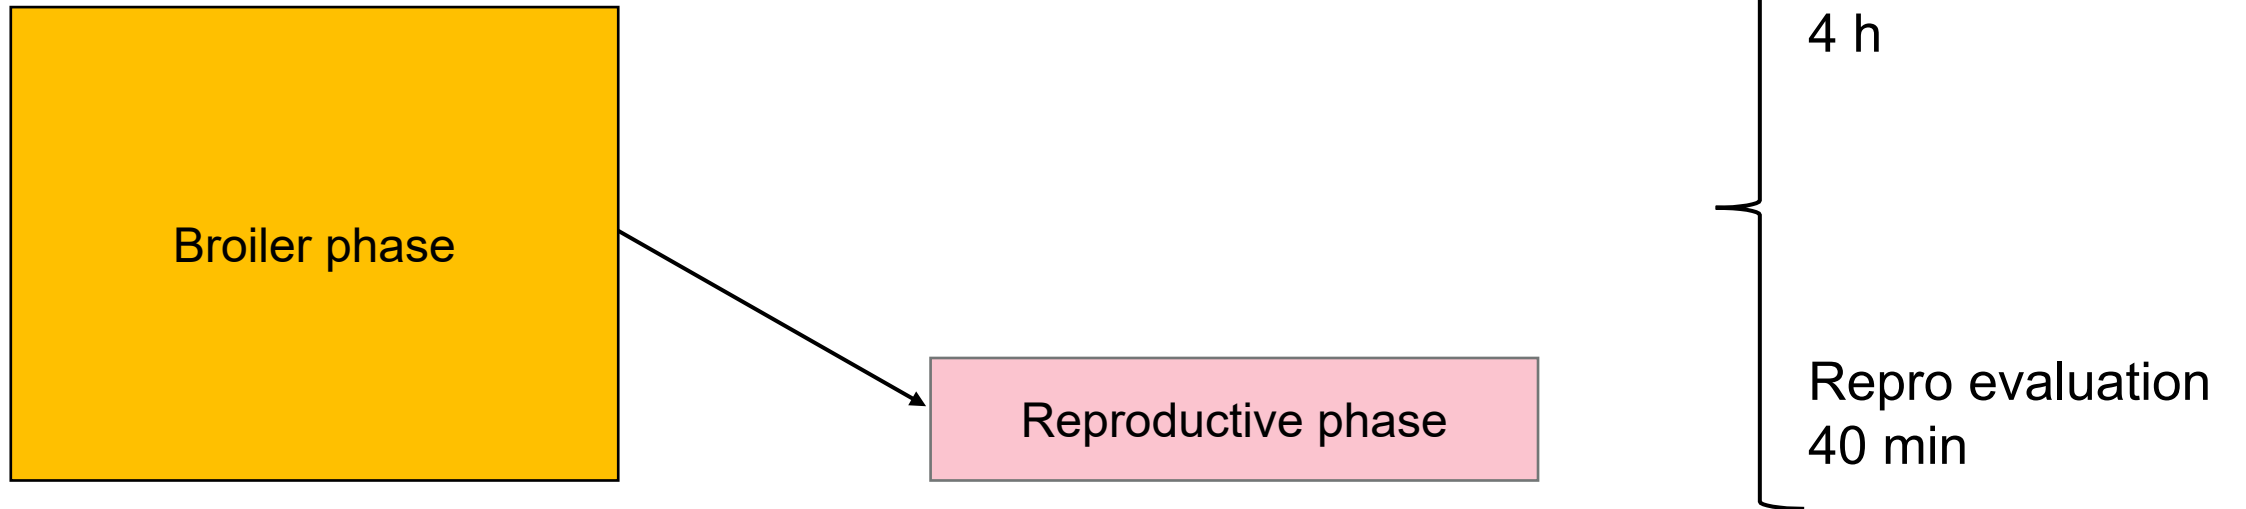 4 h
Broiler phase
Reproductive phase
Repro evaluation
40 min